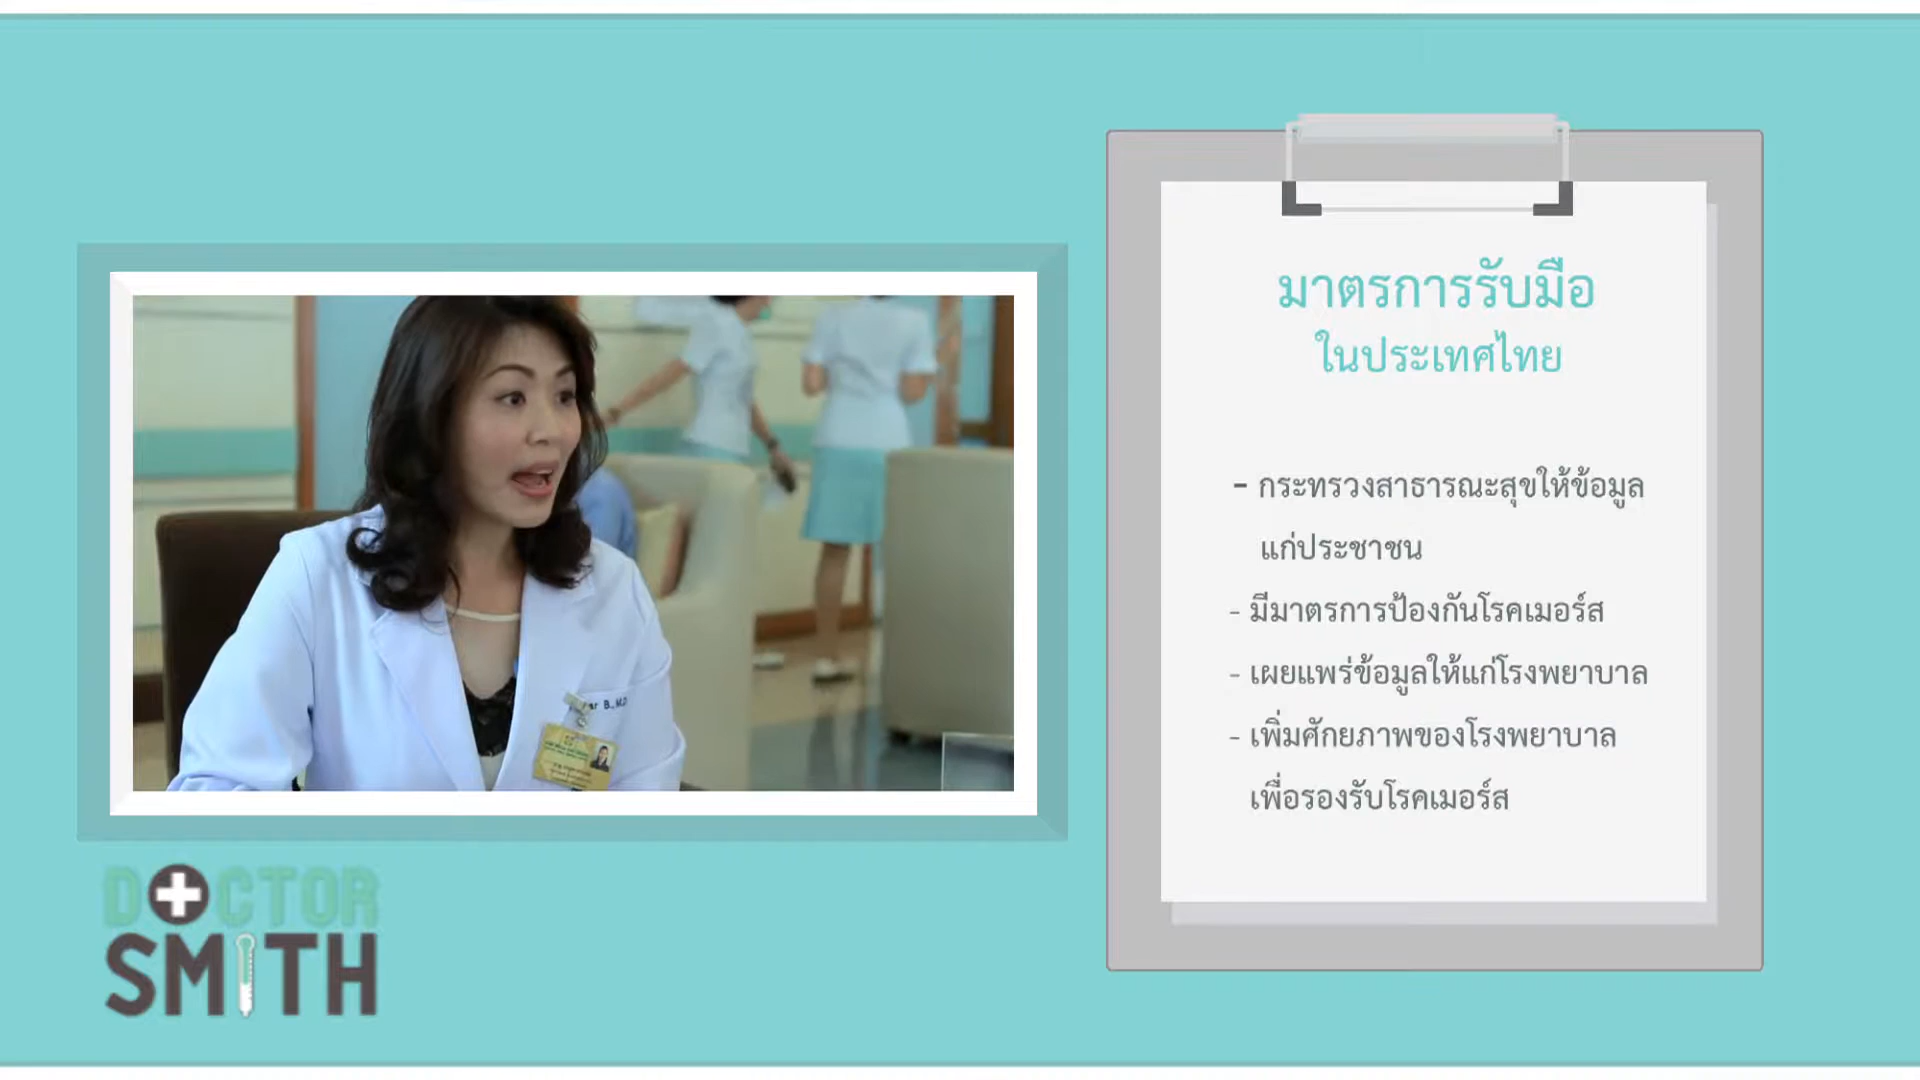 มาตรการรับมือ
ในประเทศไทย
- กระทรวงสาธารณะสุขให้ข้อมูล
แก่ประชาชน
- มีมาตรการป้องกันโรคเมอร์ส
- เผยแพร่ข้อมูลให้แก่โรงพยาบาล
- เพิ่มศักยภาพของโรงพยาบาล
เพื่อรองรับโรคเมอร์ส
B., M.D
DOCTOR
SMITH